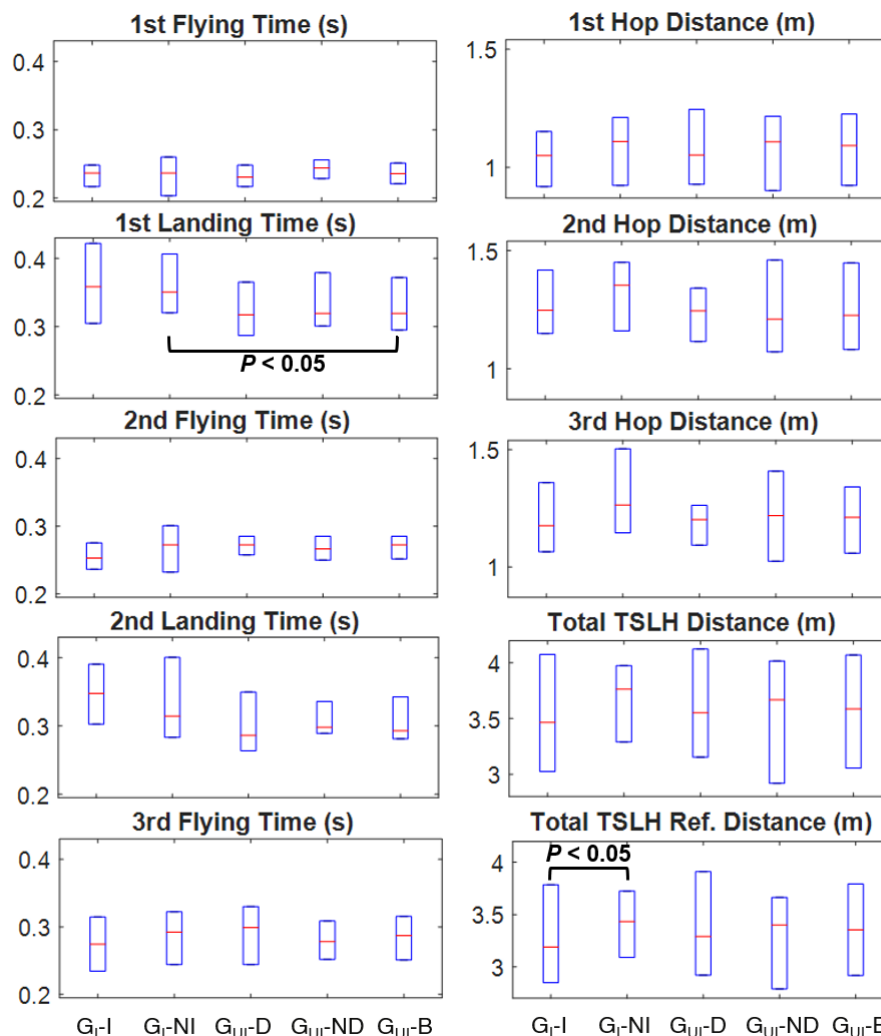 1st Flying Time (s)
0.4
0.3
0.2
1st Landing Time (s)
0.4
0.3
0.2
P < 0.05
2nd Flying Time (s)
0.4
0.3
0.2
2nd Landing Time (s)
0.4
0.3
0.2
3rd Flying Time (s)
0.4
0.3
0.2
GI-I GI-NI GUI-D GUI-ND GUI-B
1st Hop Distance (m)
1.5
1
2nd Hop Distance (m)
1.5
1
3rd Hop Distance (m)
1.5
1
Total TSLH Distance (m)
4
3.5
3
Total TSLH Ref. Distance (m)
P < 0.05
4
3.5
3
GI-I GI-NI GUI-D GUI-ND GUI-B